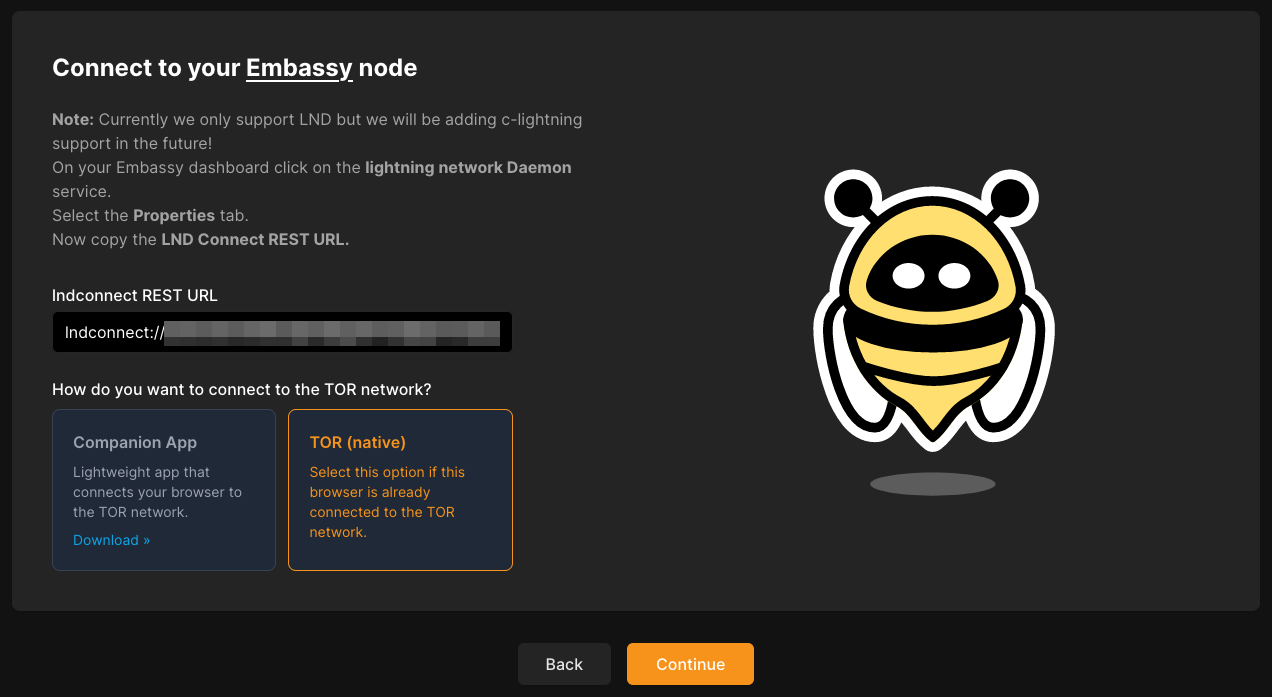 Connect to your Embassy node
Note: Currently we only support LND but we will be adding c-lightning
support in the future!
On your Embassy dashboard click on the lightning network Daemon
service.
Select the Properties tab.
Now copy the LND Connect REST URL.
lndconnect REST URL
lndconnect://
How do you want to connect to the TOR network?
Companion App
Lightweight app that
connects your browser to
the TOR network.
Download »
TOR (native)
Select this option if this
browser is already
connected to the TOR
network.
Back
Continue